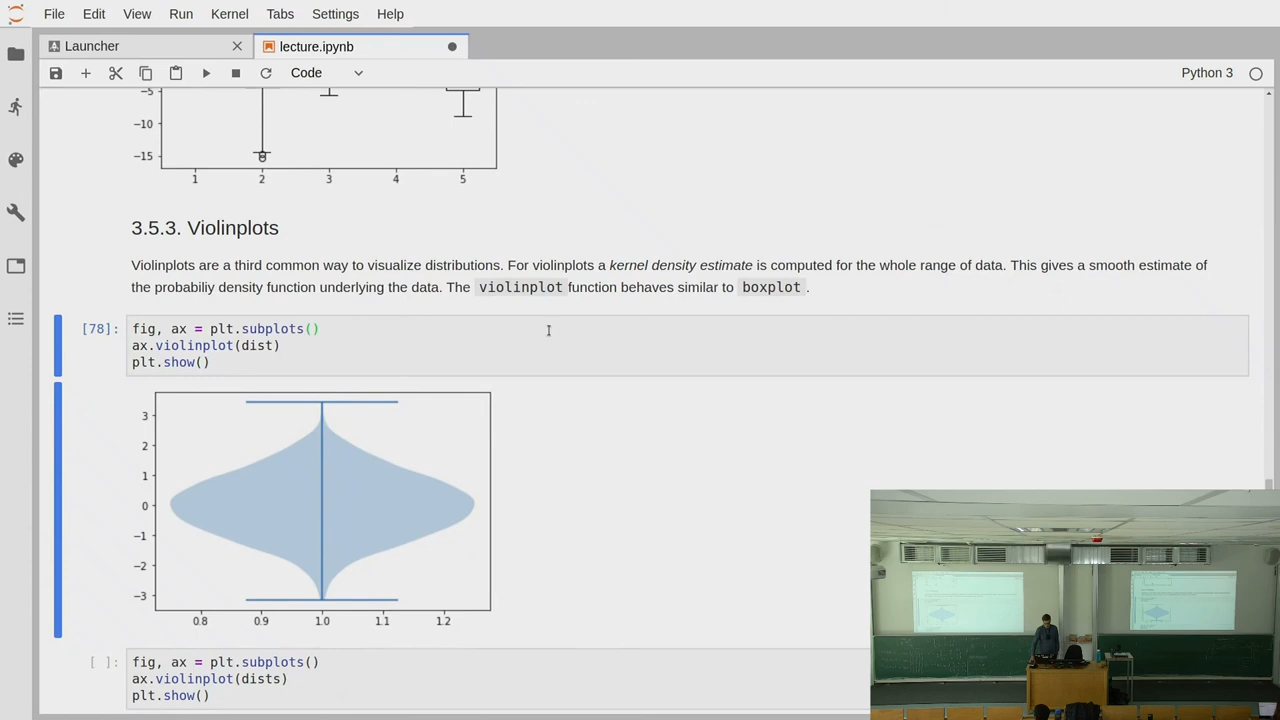 File Edit View Run Kernel Tabs Settings Help
Launcher
lecture.ipynb
Code
Python 3
−5
−10
−15
1 2 3 4 5
3.5.3. Violinplots
Violinplots are a third common way to visualize distributions. For violinplots a kernel density estimate is computed for the whole range of data. This gives a smooth estimate of
the probabiliy density function underlying the data. The violinplot function behaves similar to boxplot.
[78]: fig, ax = plt.subplots()
ax.violinplot(dist)
plt.show()
3
2
1
0
−1
−2
−3
0.8 0.9 1.0 1.1 1.2
[ ]: fig, ax = plt.subplots()
ax.violinplot(dists)
plt.show()